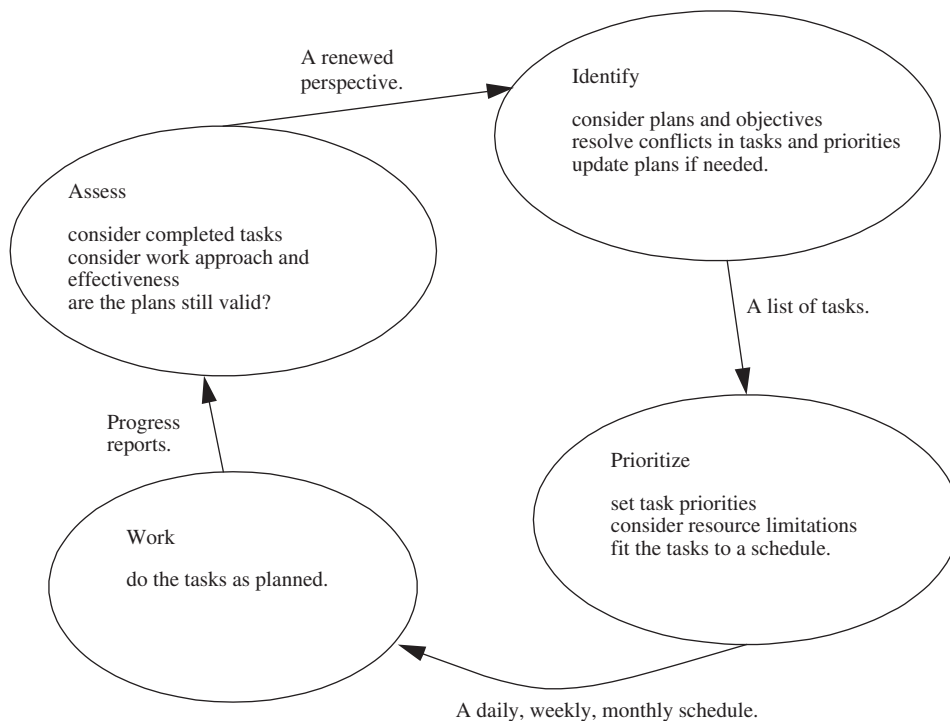 A renewed
perspective.
Identify
consider plans and objectives
resolve conflicts in tasks and priorities
update plans if needed.
Assess
consider completed tasks
consider work approach and
effectiveness
are the plans still valid?
A list of tasks.
Progress
reports.
Prioritize
set task priorities
consider resource limitations
fit the tasks to a schedule.
Work
do the tasks as planned.
A daily, weekly, monthly schedule.